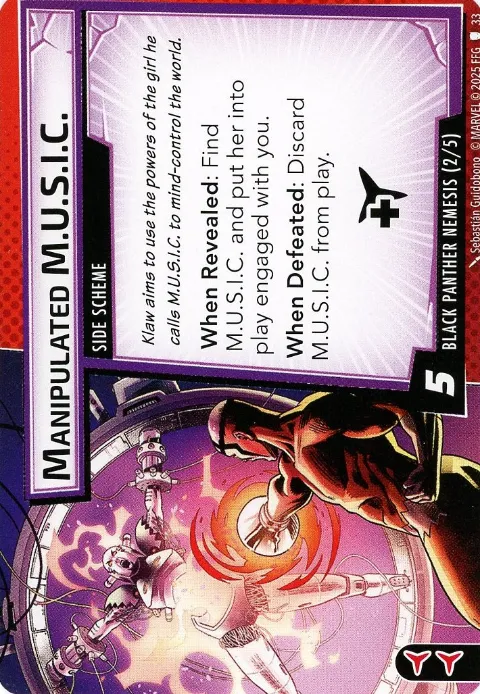 MANIPULATED M.U.S.I.C.
SIDE SCHEME
Klaw aims to use the powers of the girl he
calls M.U.S.I.C. to mind-control the world.
When Revealed: Find
M.U.S.I.C. and put her into
play engaged with you.
When Defeated: Discard
M.U.S.I.C. from play.
5
BLACK PANTHER NEMESIS (2/5)
Sebastián Guidobono © MARVEL © 2025 FFG 33